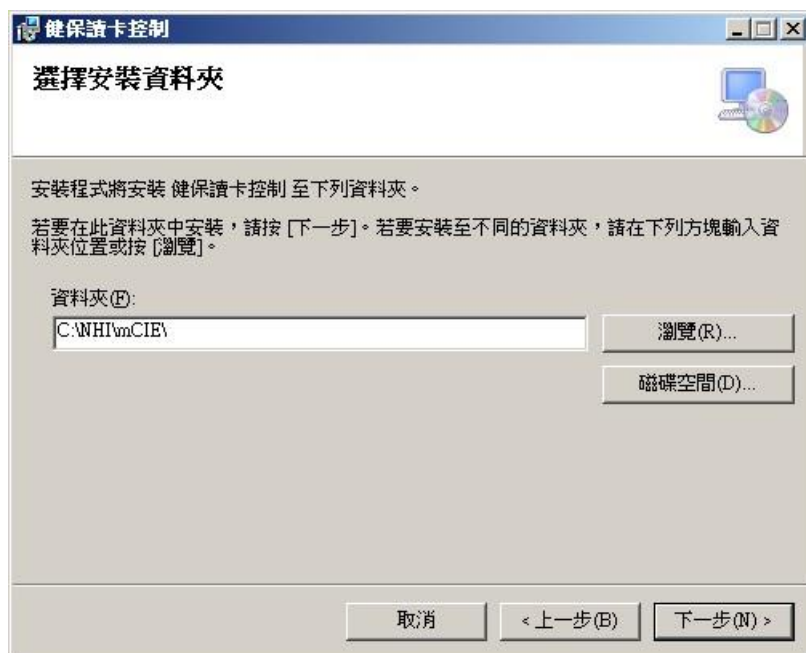 健保讀卡控制
選擇安裝資料夾
安裝程式將安裝 健保讀卡控制 至下列資料夾。
若要在此資料夾中安裝，請按 [下一步]。若要安裝至不同的資料夾，請在下列方塊輸入資
料夾位置或按 [瀏覽]。
資料夾(F):
C:\NHI\mCIE\
瀏覽(R)...
磁碟空間(D)...
取消
< 上一步(B)
下一步(N) >